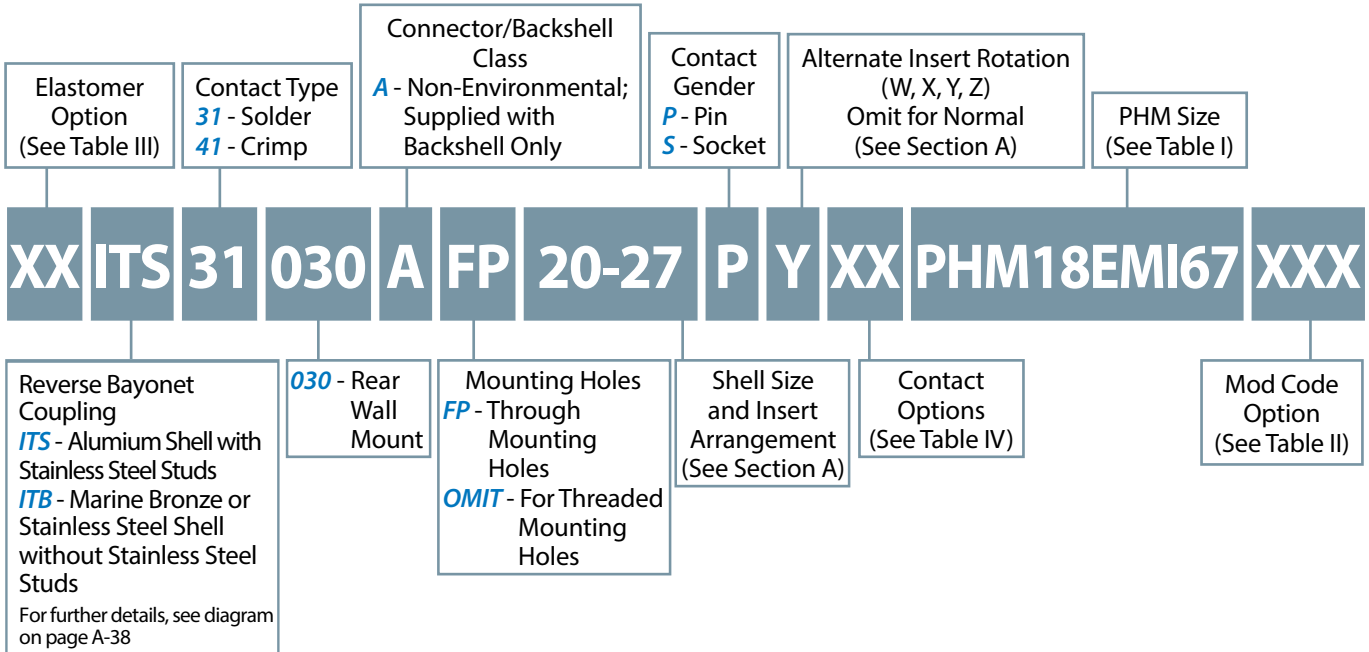 Elastomer
Option
(See Table III)
Contact Type
31 - Solder
41 - Crimp
Connector/Backshell
Class
A - Non-Environmental;
Supplied with
Backshell Only
Contact
Gender
P - Pin
S - Socket
Alternate Insert Rotation
(W, X, Y, Z)
Omit for Normal
(See Section A)
PHM Size
(See Table I)
XX ITS 31 030 A FP 20-27 P Y XX PHM18EMI67 XXX
Reverse Bayonet
Coupling
ITS - Alumium Shell with
Stainless Steel Studs
ITB - Marine Bronze or
Stainless Steel Shell
without Stainless Steel
Studs
For further details, see diagram
on page A-38
030 - Rear
Wall
Mount
Mounting Holes
FP - Through
Mounting
Holes
OMIT - For Threaded
Mounting
Holes
Shell Size
and Insert
Arrangement
(See Section A)
Contact
Options
(See Table IV)
Mod Code
Option
(See Table II)